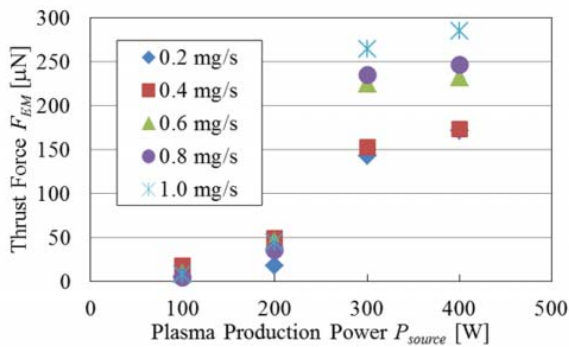 300
250
200
150
100
50
0
Thrust Force F_EM [µN]
0.2 mg/s
0.4 mg/s
0.6 mg/s
0.8 mg/s
1.0 mg/s
0 100 200 300 400 500
Plasma Production Power P_source [W]